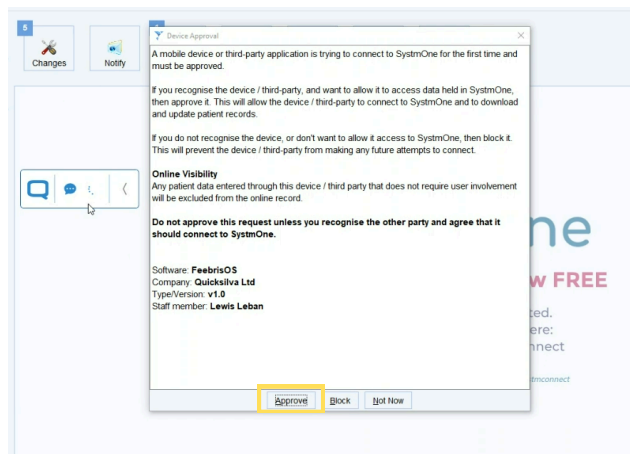 5
4
Changes
Notify
Device Approval
A mobile device or third-party application is trying to connect to SystmOne for the first time and
must be approved.
If you recognise the device / third-party, and want to allow it to access data held in SystmOne,
then approve it. This will allow the device / third-party to connect to SystmOne and to download
and update patient records.
If you do not recognise the device, or don't want to allow it access to SystmOne, then block it.
This will prevent the device / third-party from making any future attempts to connect.
Online Visibility
Any patient data entered through this device / third party that does not require user involvement
will be excluded from the online record.
Do not approve this request unless you recognise the other party and agree that it
should connect to SystmOne.
Software: FeebrisOS
Company: Quicksilva Ltd
Type/Version: v1.0
Staff member: Lewis Leban
Approve
Block
Not Now
ne
w FREE
ted.
ere:
nnect
tmconnect